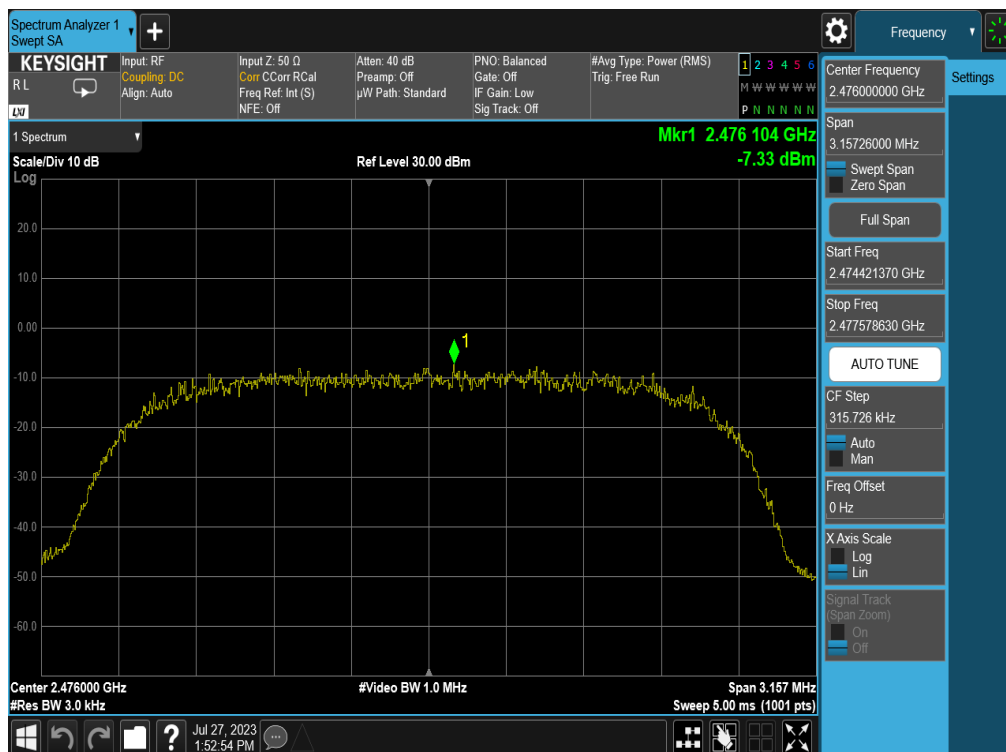 Spectrum Analyzer 1
Swept SA
Frequency
KEYSIGHT
R L
LXI
Input: RF
Coupling: DC
Align: Auto
Input Z: 50 Ω
Corr CCorr RCal
Freq Ref: Int (S)
NFE: Off
Atten: 40 dB
Preamp: Off
µW Path: Standard
PNO: Balanced
Gate: Off
IF Gain: Low
Sig Track: Off
#Avg Type: Power (RMS)
Trig: Free Run
1 2 3 4 5 6
M W W W W W
P N N N N N
1 Spectrum
Scale/Div 10 dB
Log
Ref Level 30.00 dBm
Mkr1 2.476 104 GHz
-7.33 dBm
20.0
10.0
0.00
-10.0
-20.0
-30.0
-40.0
-50.0
-60.0
1
Center 2.476000 GHz
#Res BW 3.0 kHz
#Video BW 1.0 MHz
Span 3.157 MHz
Sweep 5.00 ms (1001 pts)
Center Frequency
2.476000000 GHz
Settings
Span
3.15726000 MHz
Swept Span
Zero Span
Full Span
Start Freq
2.474421370 GHz
Stop Freq
2.477578630 GHz
AUTO TUNE
CF Step
315.726 kHz
Auto
Man
Freq Offset
0 Hz
X Axis Scale
Log
Lin
Signal Track
(Span Zoom)
On
Off
?
Jul 27, 2023
1:52:54 PM